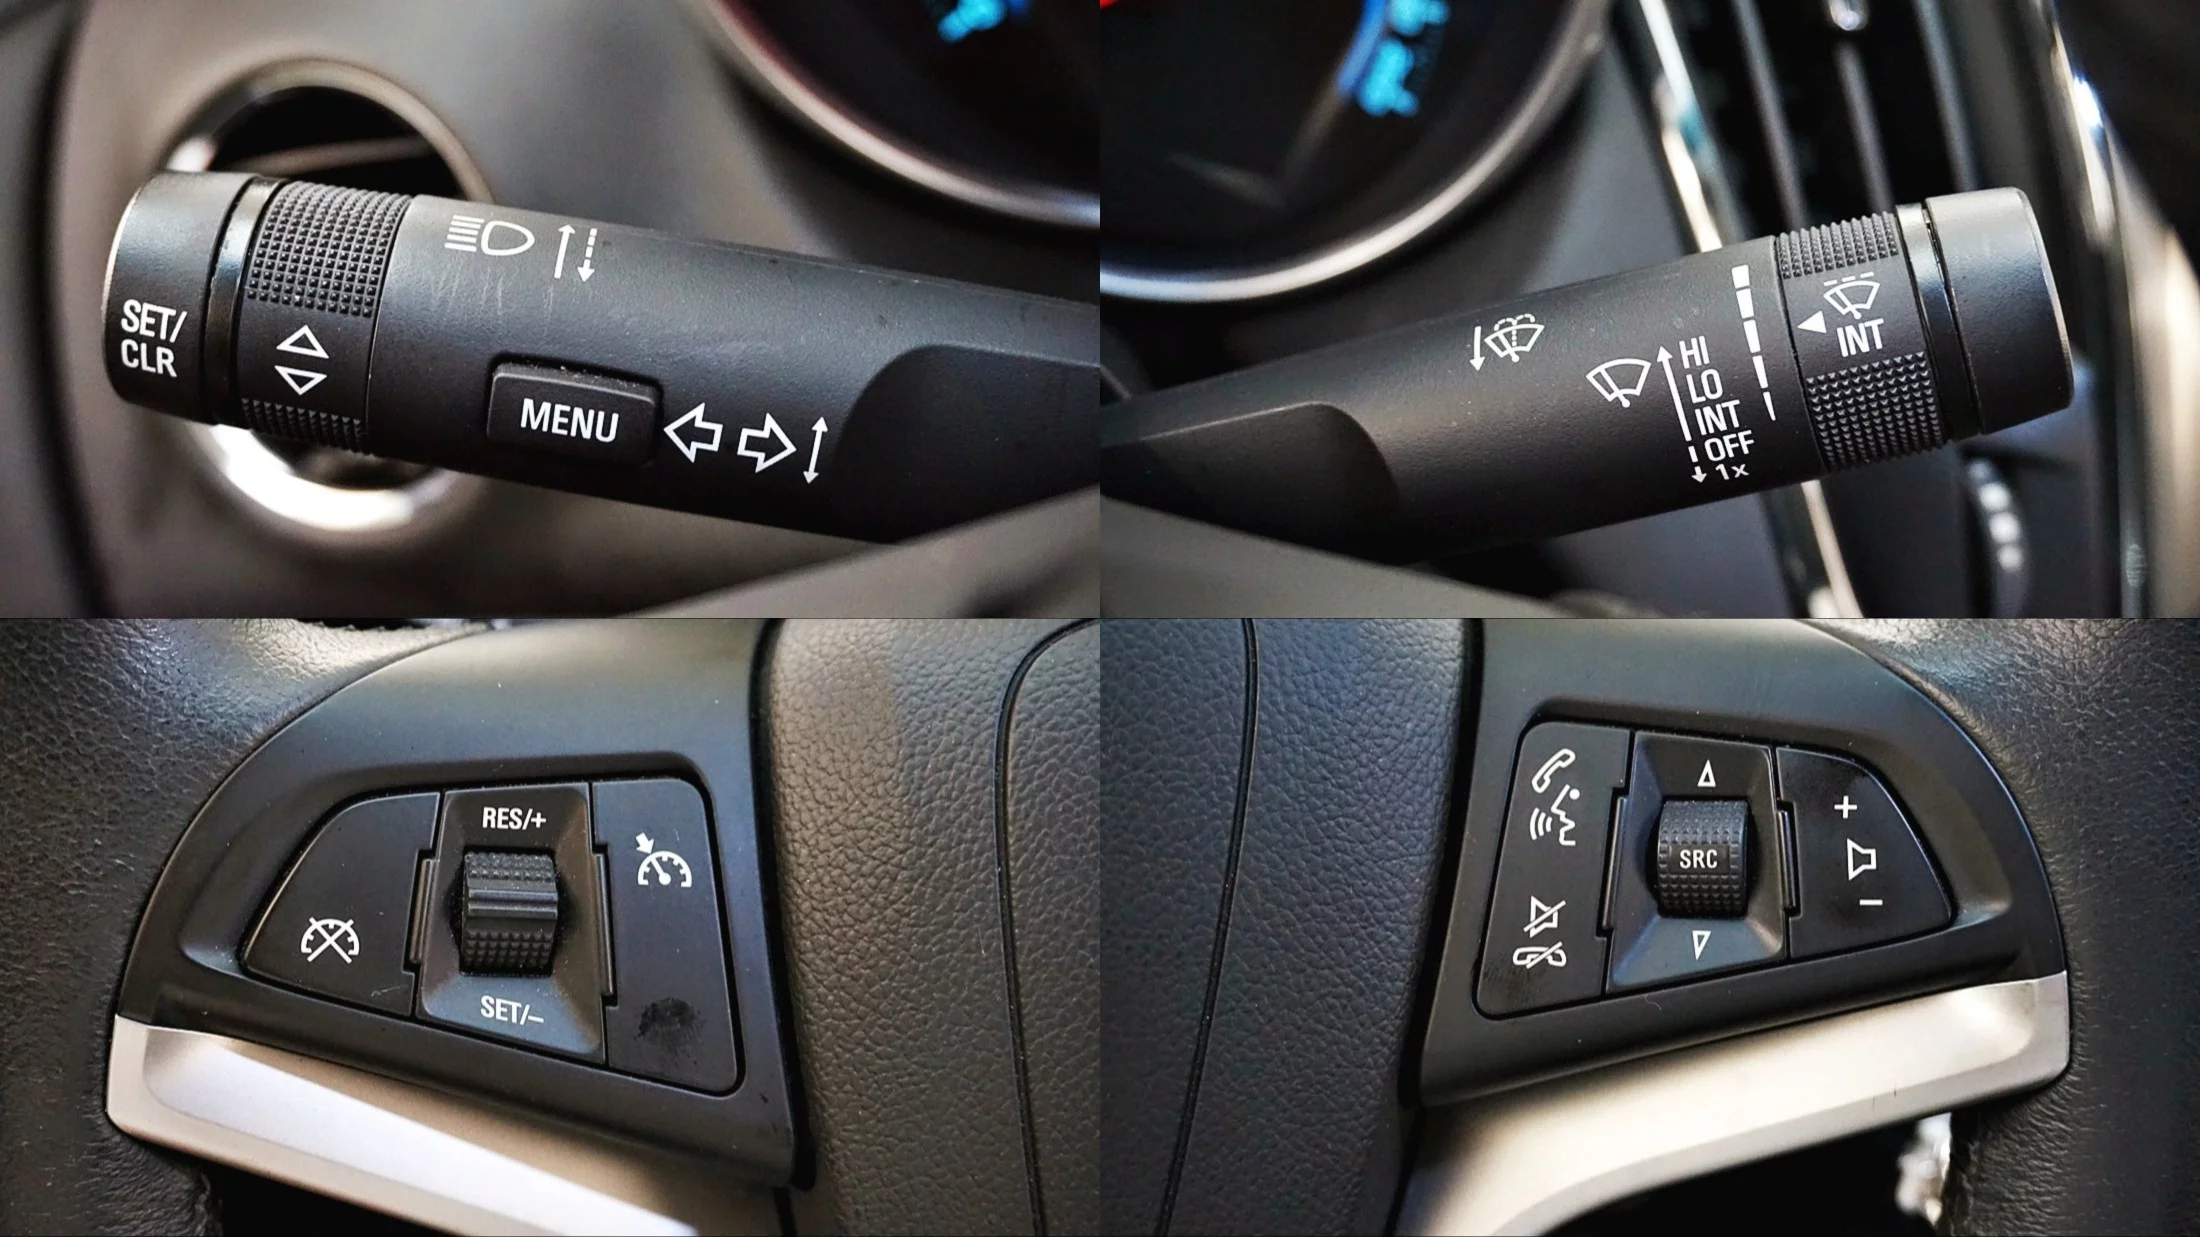 SET/
CLR
MENU
HI
LO
INT
OFF
1x
INT
RES/+
SET/–
SRC
+
–